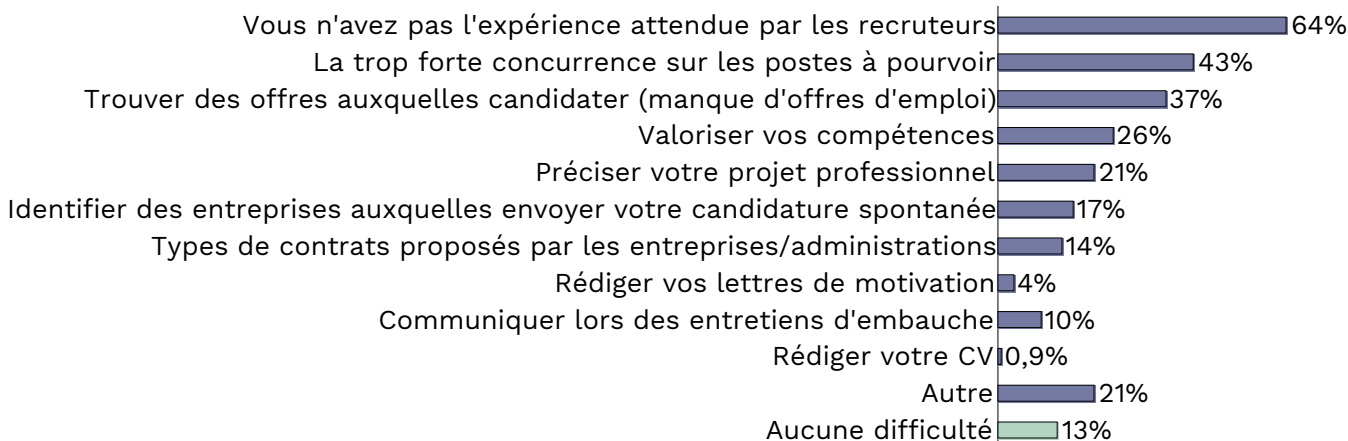 Vous n'avez pas l'expérience attendue par les recruteurs 64%
La trop forte concurrence sur les postes à pourvoir 43%
Trouver des offres auxquelles candidater (manque d'offres d'emploi) 37%
Valoriser vos compétences 26%
Préciser votre projet professionnel 21%
Identifier des entreprises auxquelles envoyer votre candidature spontanée 17%
Types de contrats proposés par les entreprises/administrations 14%
Rédiger vos lettres de motivation 4%
Communiquer lors des entretiens d'embauche 10%
Rédiger votre CV 0,9%
Autre 21%
Aucune difficulté 13%